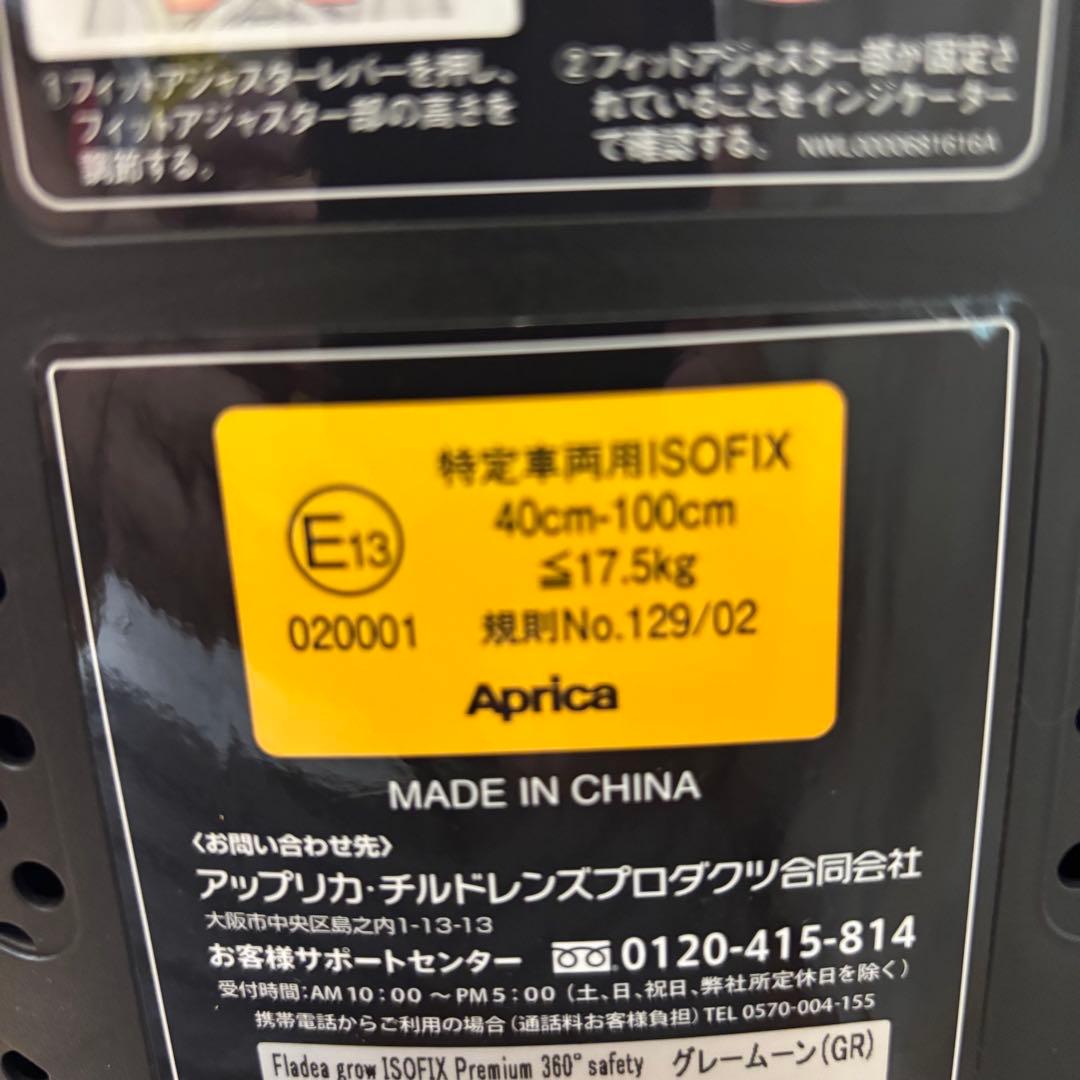 ①フィットアジャスターレバーを押し、
フィットアジャスター部の高さを
調節する。
②フィットアジャスター部が固定さ
れていることをインジケーター
で確認する。 NWL0000681616A
特定車両用ISOFIX
40cm-100cm
≦17.5kg
規則No.129/02
E13
020001
Aprica
MADE IN CHINA
〈お問い合わせ先〉
アップリカ・チルドレンズプロダクツ合同会社
大阪市中央区島之内1-13-13
お客様サポートセンター 0120-415-814
受付時間：AM 10：00 ～ PM 5：00（土、日、祝日、弊社所定休日を除く）
携帯電話からご利用の場合（通話料お客様負担）TEL 0570-004-155
Fladea grow ISOFIX Premium 360° safety グレームーン(GR)